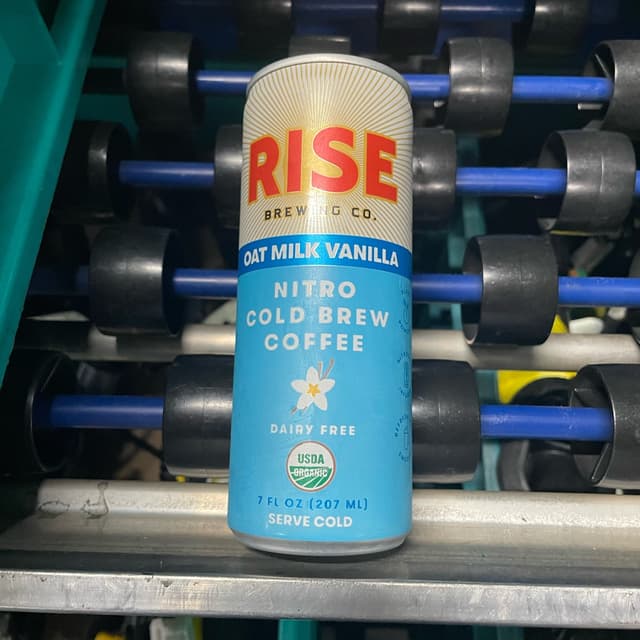 RISE
BREWING CO.
OAT MILK VANILLA
NITRO
COLD BREW
COFFEE
DAIRY FREE
USDA
ORGANIC
7 FL OZ (207 ML)
SERVE COLD